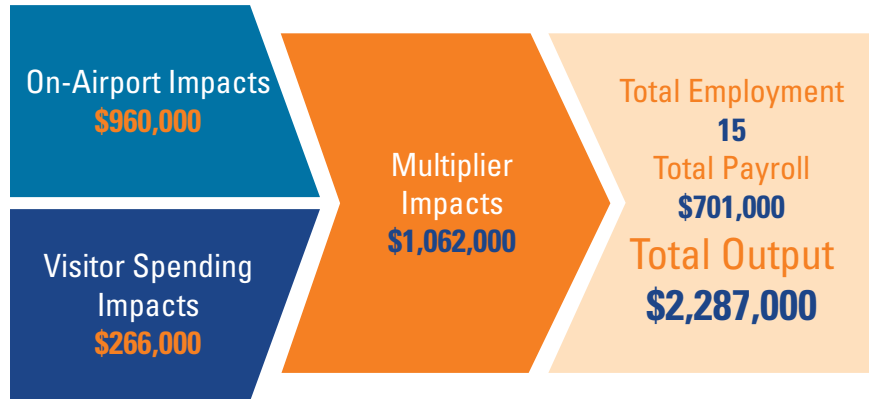 On-Airport Impacts
$960,000
Visitor Spending
Impacts
$266,000
Multiplier
Impacts
$1,062,000
Total Employment
15
Total Payroll
$701,000
Total Output
$2,287,000